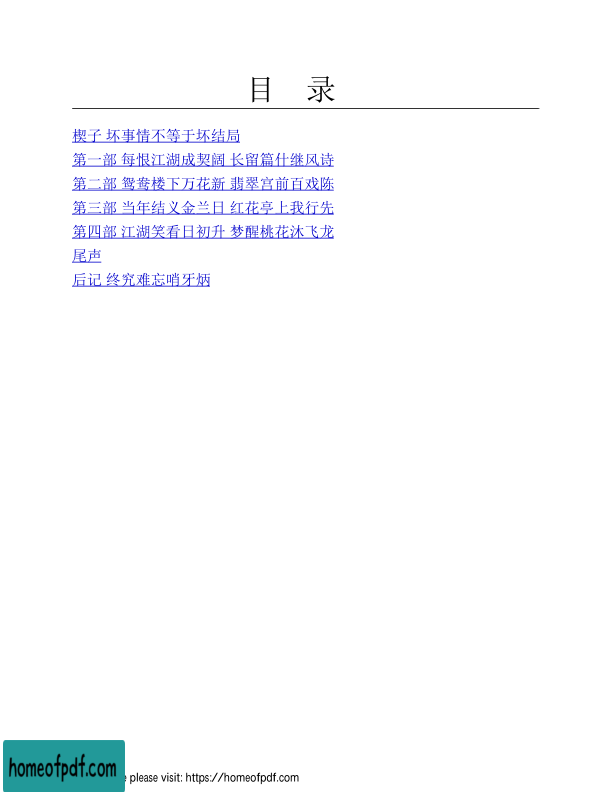 目 录
楔子 坏事情不等于坏结局
第一部 每恨江湖成契阔 长留篇什继风诗
第二部 鸳鸯楼下万花新 翡翠宫前百戏陈
第三部 当年结义金兰日 红花亭上我行先
第四部 江湖笑看日初升 梦醒桃花沐飞龙
尾声
后记 终究难忘哨牙炳
homeofpdf.com
e please visit: https://homeofpdf.com